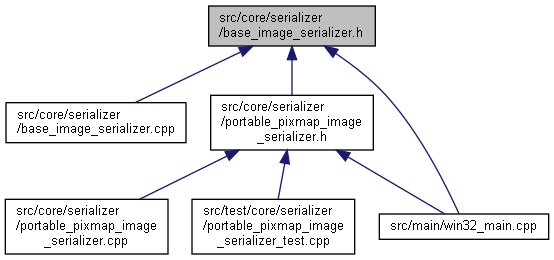 src/core/serializer
/base_image_serializer.h
src/core/serializer
/base_image_serializer.cpp
src/core/serializer
/portable_pixmap_image
_serializer.h
src/core/serializer
/portable_pixmap_image
_serializer.cpp
src/test/core/serializer
/portable_pixmap_image
_serializer_test.cpp
src/main/win32_main.cpp